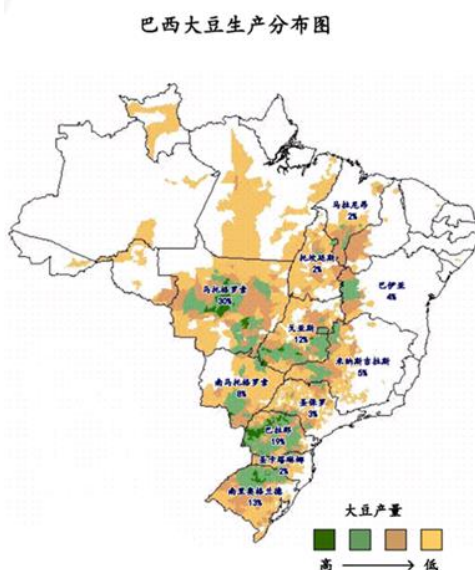 巴西大豆生产分布图
马拉尼昂
2%
托坎廷斯
2%
巴伊亚
4%
马托格罗索
30%
戈亚斯
12%
米纳斯吉拉斯
5%
南马托格罗索
8%
圣保罗
3%
巴拉那
19%
圣卡塔琳娜
2%
南里奥格兰德
13%
大豆产量
高 低